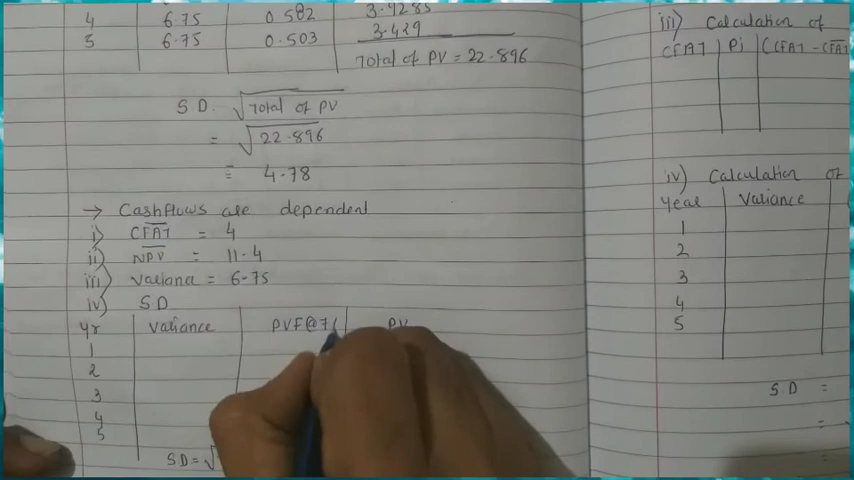 4 6.75 0.582 3.9285
5 6.75 0.503 3.429
Total of PV = 22.896
SD. √Total of PV
= √22.896
= 4.78
→ Cashflows are dependent
i) CFAT = 4
ii) NPV = 11.4
iii) Variance = 6.75
iv) SD
Yr Variance PVF@7( PV
1
2
3
4
5
SD = √
iii) Calculation of
CFAT Pi (CFAT - CFAT
iv) Calculation of
Year Variance
1
2
3
4
5
S.D =
=
=